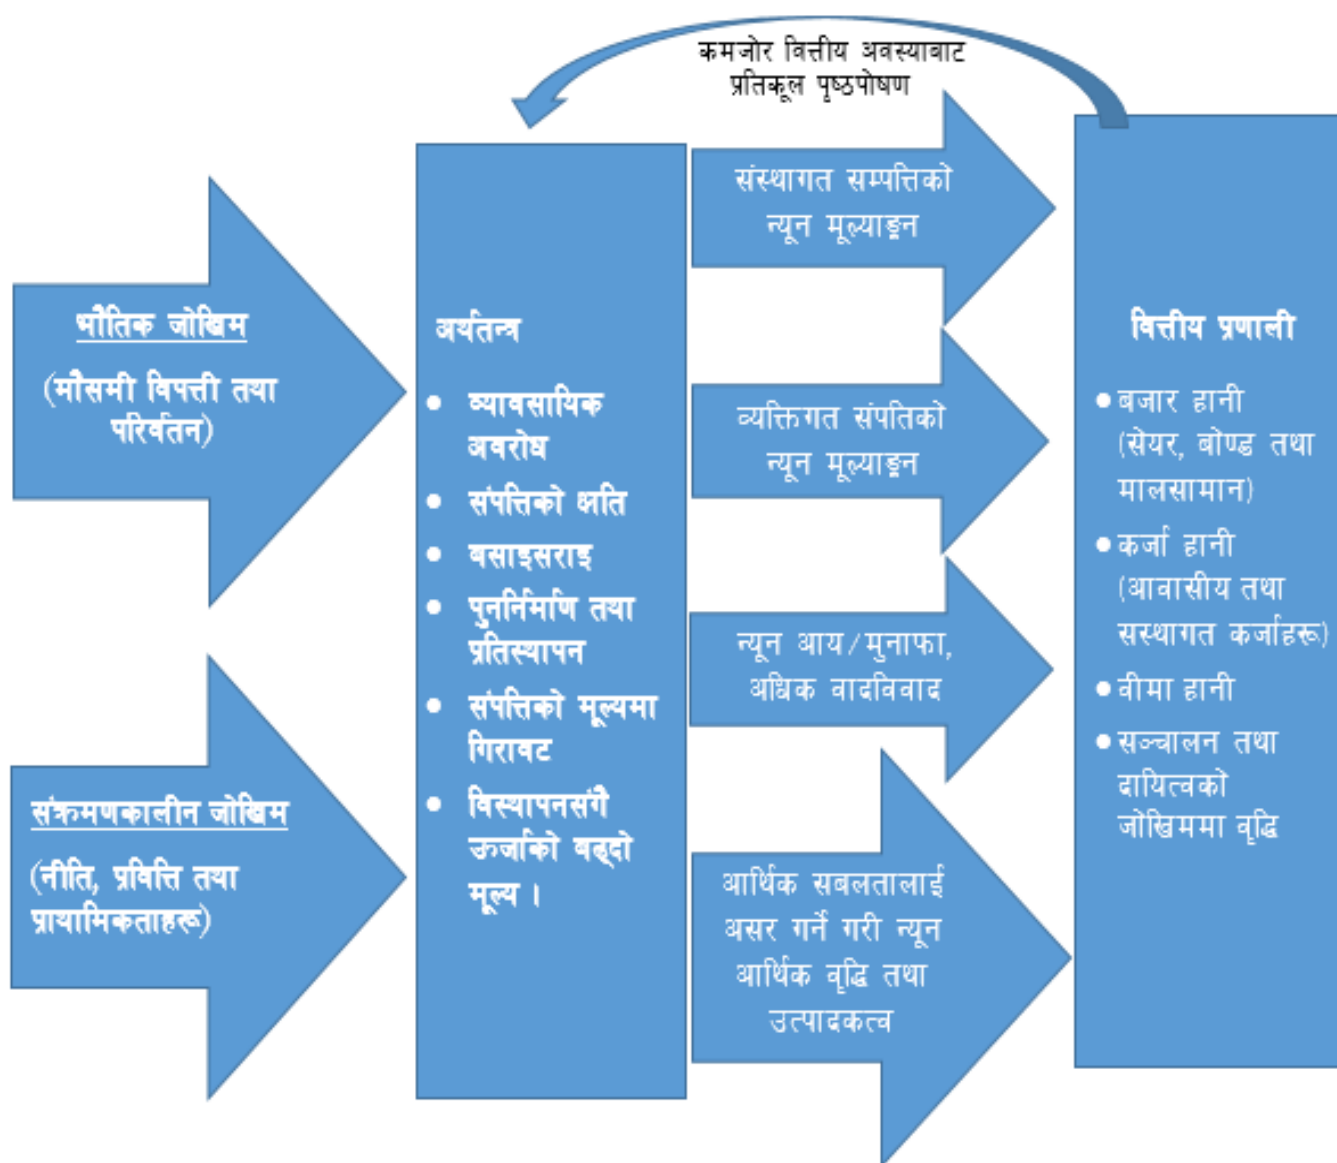 कमजोर वित्तीय अवस्थाबाट
प्रतिकूल पृष्ठपोषण
भौतिक जोखिम
(मौसमी विपत्ती तथा
परिर्वतन)
संक्रमणकालीन जोखिम
(नीति, प्रवित्ति तथा
प्राथामिकताहरू)
अर्थतन्त्र
• व्यावसायिक
अवरोध
• संपत्तिको क्षति
• बसाइसराइ
• पुनर्निर्माण तथा
प्रतिस्थापन
• संपत्तिको मूल्यमा
गिरावट
• विस्थापनसंगै
ऊर्जाको बढ्दो
मूल्य ।
संस्थागत सम्पत्तिको
न्यून मूल्याङ्कन
व्यक्तिगत संपतिको
न्यून मूल्याङ्कन
न्यून आय/मुनाफा,
अधिक वादविवाद
आर्थिक सबलतालाई
असर गर्ने गरी न्यून
आर्थिक वृद्धि तथा
उत्पादकत्व
वित्तीय प्रणाली
• बजार हानी
(सेयर, बोण्ड तथा
मालसामान)
• कर्जा हानी
(आवासीय तथा
सस्थागत कर्जाहरू)
• वीमा हानी
• सञ्चालन तथा
दायित्वको
जोखिममा वृद्धि